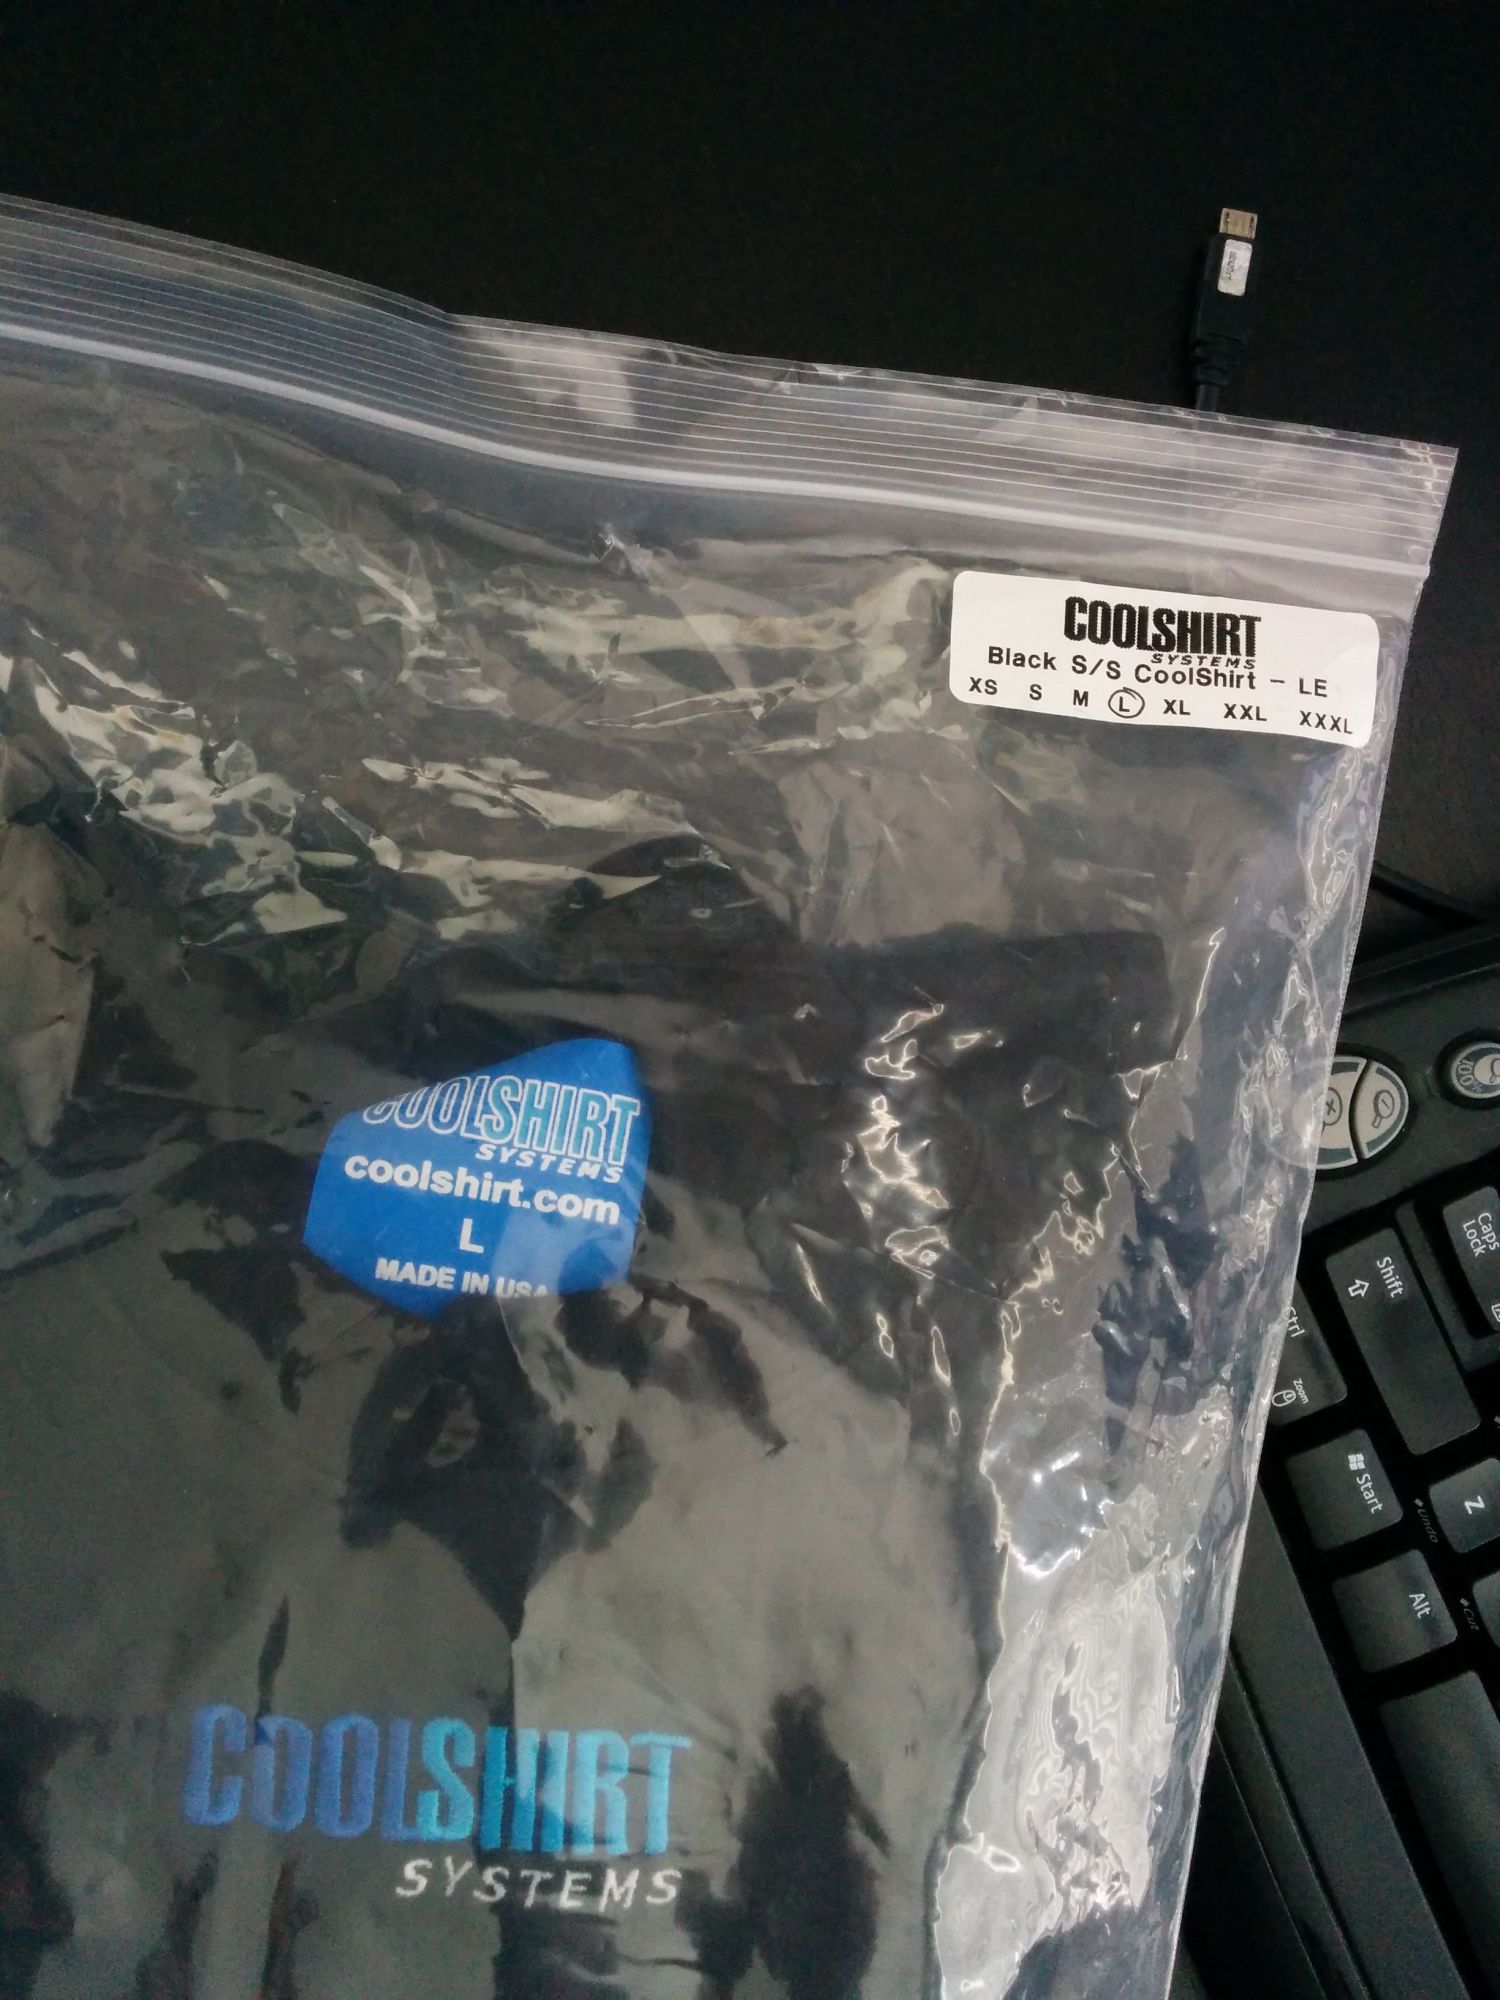 COOLSHIRT
SYSTEMS
Black S/S CoolShirt - LE
XS S M L XL XXL XXXL
COOLSHIRT
SYSTEMS
coolshirt.com
L
MADE IN USA
COOLSHIRT
SYSTEMS
100%
Caps
Lock
Shift
Ctrl
Zoom
Start
Undo
Z
Alt
Cut